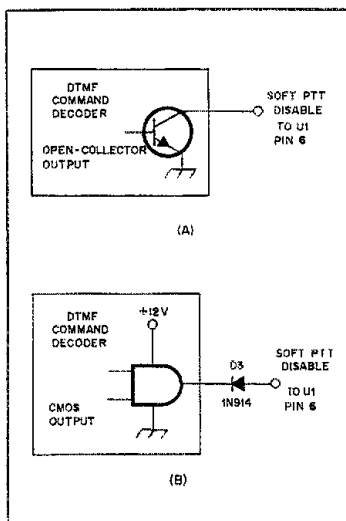 DTMF
COMMAND
DECODER
SOFT PTT
DISABLE
TO U1
PIN 6
OPEN-COLLECTOR
OUTPUT
(A)
+12V
DTMF
COMMAND
DECODER
D3
SOFT PTT
DISABLE
1N914
TO U1
PIN 6
CMOS
OUTPUT
(B)